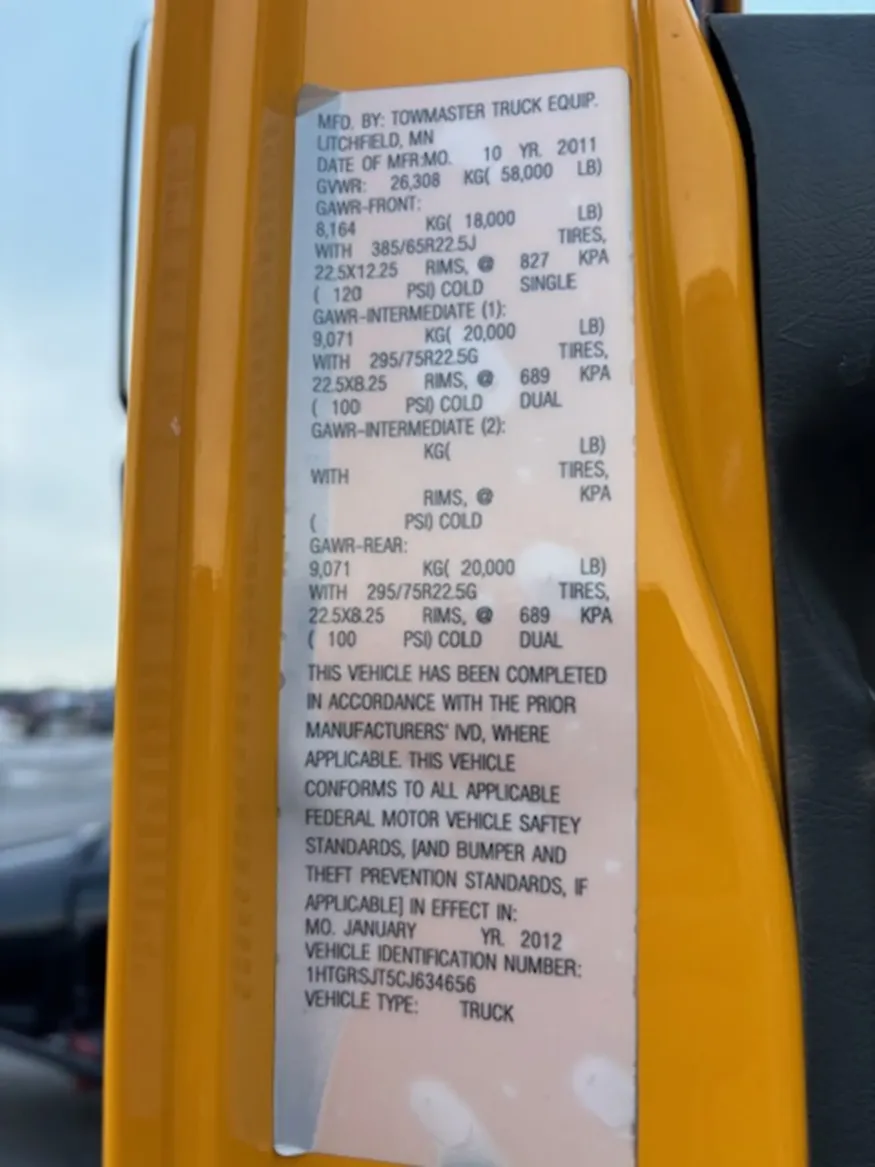 MFD. BY: TOWMASTER TRUCK EQUIP.
LITCHFIELD, MN
DATE OF MFR:MO. 10 YR. 2011
GVWR: 26,308 KG( 58,000 LB)
GAWR-FRONT:
8,164 KG( 18,000 LB)
WITH 385/65R22.5J TIRES,
22.5X12.25 RIMS, @ 827 KPA
( 120 PSI) COLD SINGLE
GAWR-INTERMEDIATE (1):
9,071 KG( 20,000 LB)
WITH 295/75R22.5G TIRES,
22.5X8.25 RIMS, @ 689 KPA
( 100 PSI) COLD DUAL
GAWR-INTERMEDIATE (2):
KG( LB)
WITH TIRES,
RIMS, @ KPA
( PSI) COLD
GAWR-REAR:
9,071 KG( 20,000 LB)
WITH 295/75R22.5G TIRES,
22.5X8.25 RIMS, @ 689 KPA
( 100 PSI) COLD DUAL
THIS VEHICLE HAS BEEN COMPLETED
IN ACCORDANCE WITH THE PRIOR
MANUFACTURERS' IVD, WHERE
APPLICABLE. THIS VEHICLE
CONFORMS TO ALL APPLICABLE
FEDERAL MOTOR VEHICLE SAFTEY
STANDARDS, [AND BUMPER AND
THEFT PREVENTION STANDARDS, IF
APPLICABLE] IN EFFECT IN:
MO. JANUARY YR. 2012
VEHICLE IDENTIFICATION NUMBER:
1HTGRSJT5CJ634656
VEHICLE TYPE: TRUCK